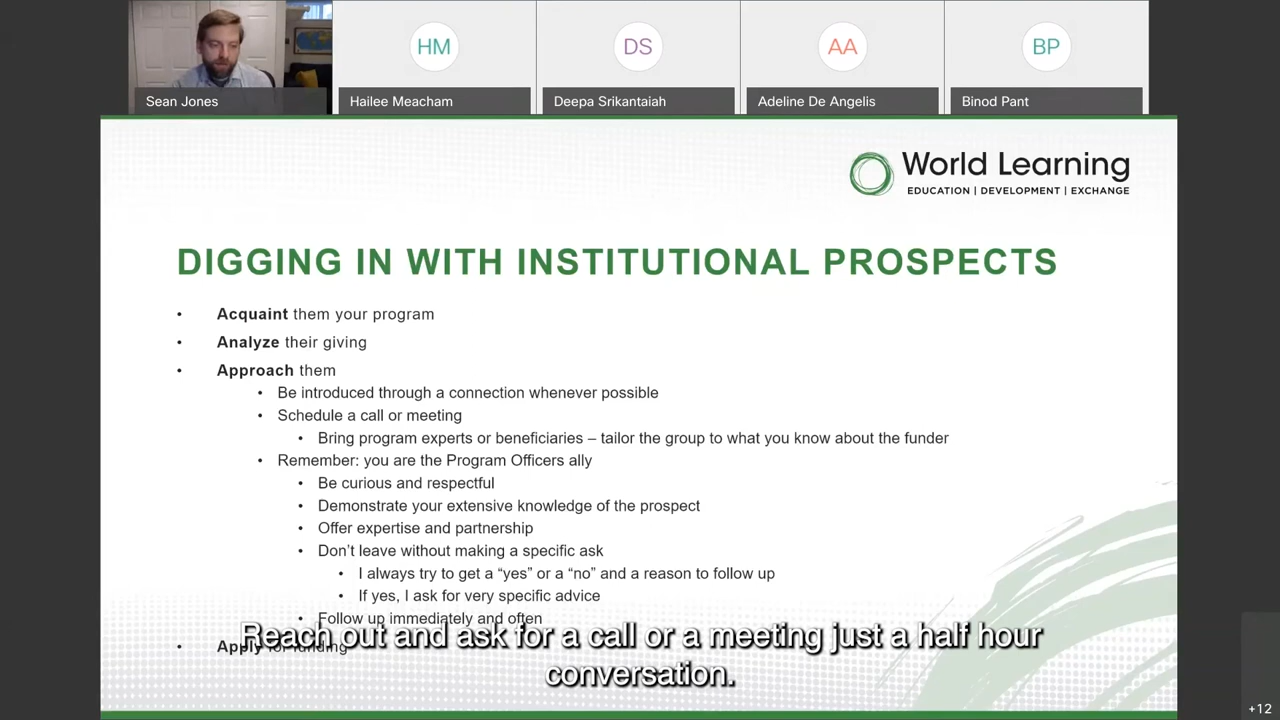 HM
DS
AA
BP
Sean Jones
Hailee Meacham
Deepa Srikantaiah
Adeline De Angelis
Binod Pant
World Learning
EDUCATION | DEVELOPMENT | EXCHANGE
DIGGING IN WITH INSTITUTIONAL PROSPECTS
• Acquaint them your program
• Analyze their giving
• Approach them
• Be introduced through a connection whenever possible
• Schedule a call or meeting
• Bring program experts or beneficiaries – tailor the group to what you know about the funder
• Remember: you are the Program Officers ally
• Be curious and respectful
• Demonstrate your extensive knowledge of the prospect
• Offer expertise and partnership
• Don’t leave without making a specific ask
• I always try to get a “yes” or a “no” and a reason to follow up
• If yes, I ask for very specific advice
• Follow up immediately and often
• Apply for funding
Reach out and ask for a call or a meeting just a half hour
conversation.
+12